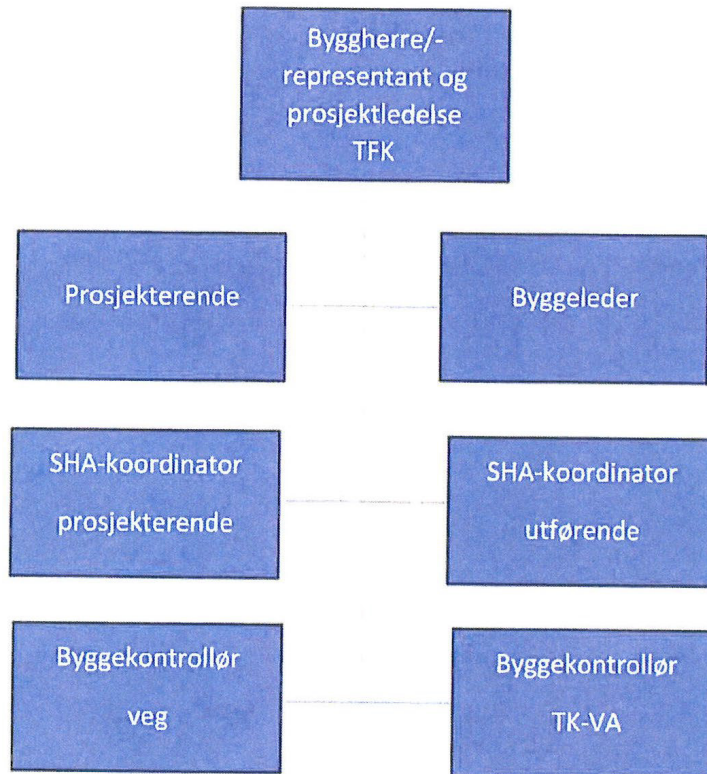 Byggherre/-
representant og
prosjektledelse
TFK
Prosjekterende
Byggeleder
SHA-koordinator
prosjekterende
SHA-koordinator
utførende
Byggekontrollør
veg
Byggekontrollør
TK-VA